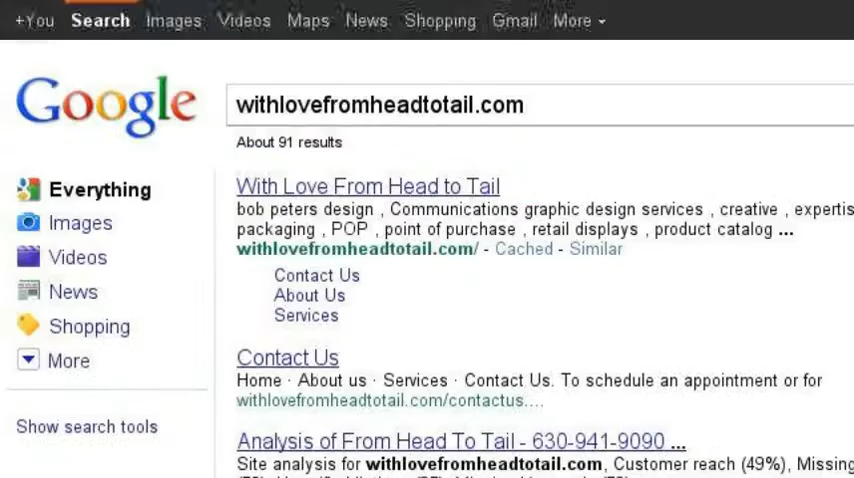 +You Search Images Videos Maps News Shopping Gmail More
Google
withlovefromheadtotail.com
About 91 results
Everything
Images
Videos
News
Shopping
More
Show search tools
With Love From Head to Tail
bob peters design , Communications graphic design services , creative , expertis
packaging , POP , point of purchase , retail displays , product catalog ...
withlovefromheadtotail.com/ - Cached - Similar
Contact Us
About Us
Services
Contact Us
Home · About us · Services · Contact Us. To schedule an appointment or for
withlovefromheadtotail.com/contactus....
Analysis of From Head To Tail - 630-941-9090 ...
Site analysis for withlovefromheadtotail.com, Customer reach (49%), Missing